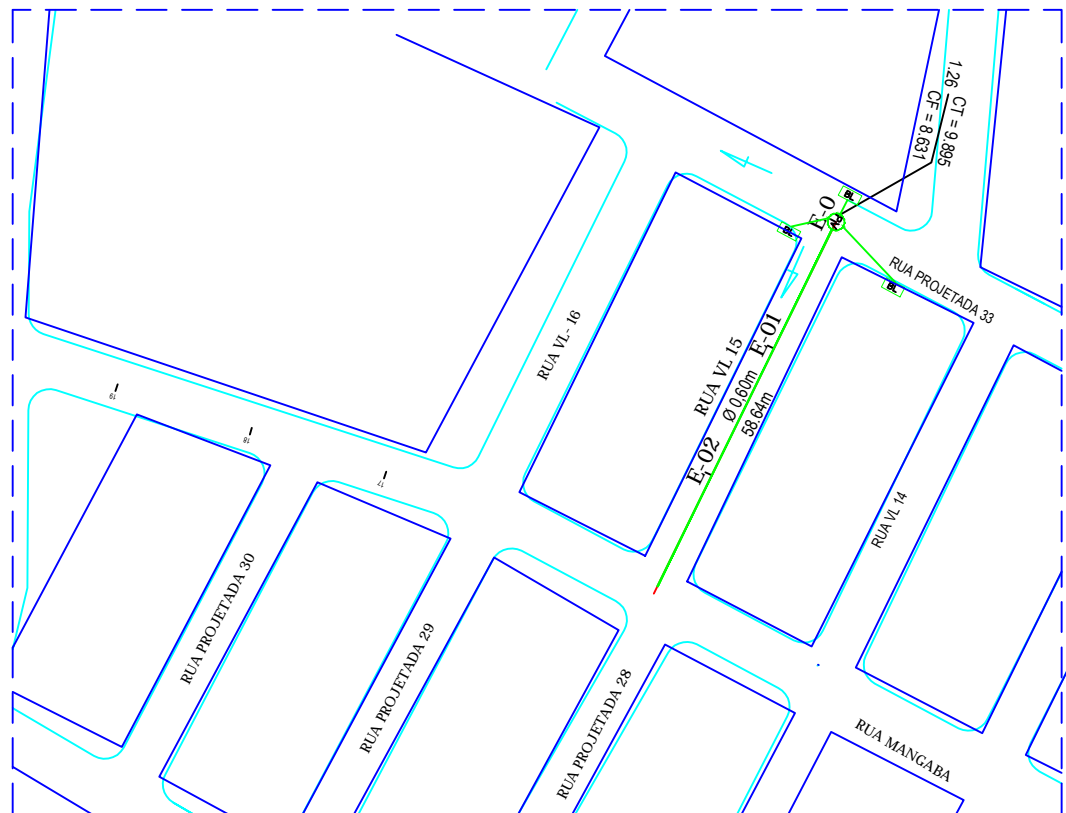 1.26
CT = 9.895
CF = 8.631
BL
E-0
PV
BL
RUA PROJETADA 33
BL
RUA VL - 16
RUA VL 15
E-01
Ø 0,60m
58.64m
E-02
19
18
17
RUA VL 14
RUA PROJETADA 30
RUA PROJETADA 29
RUA PROJETADA 28
RUA MANGABA